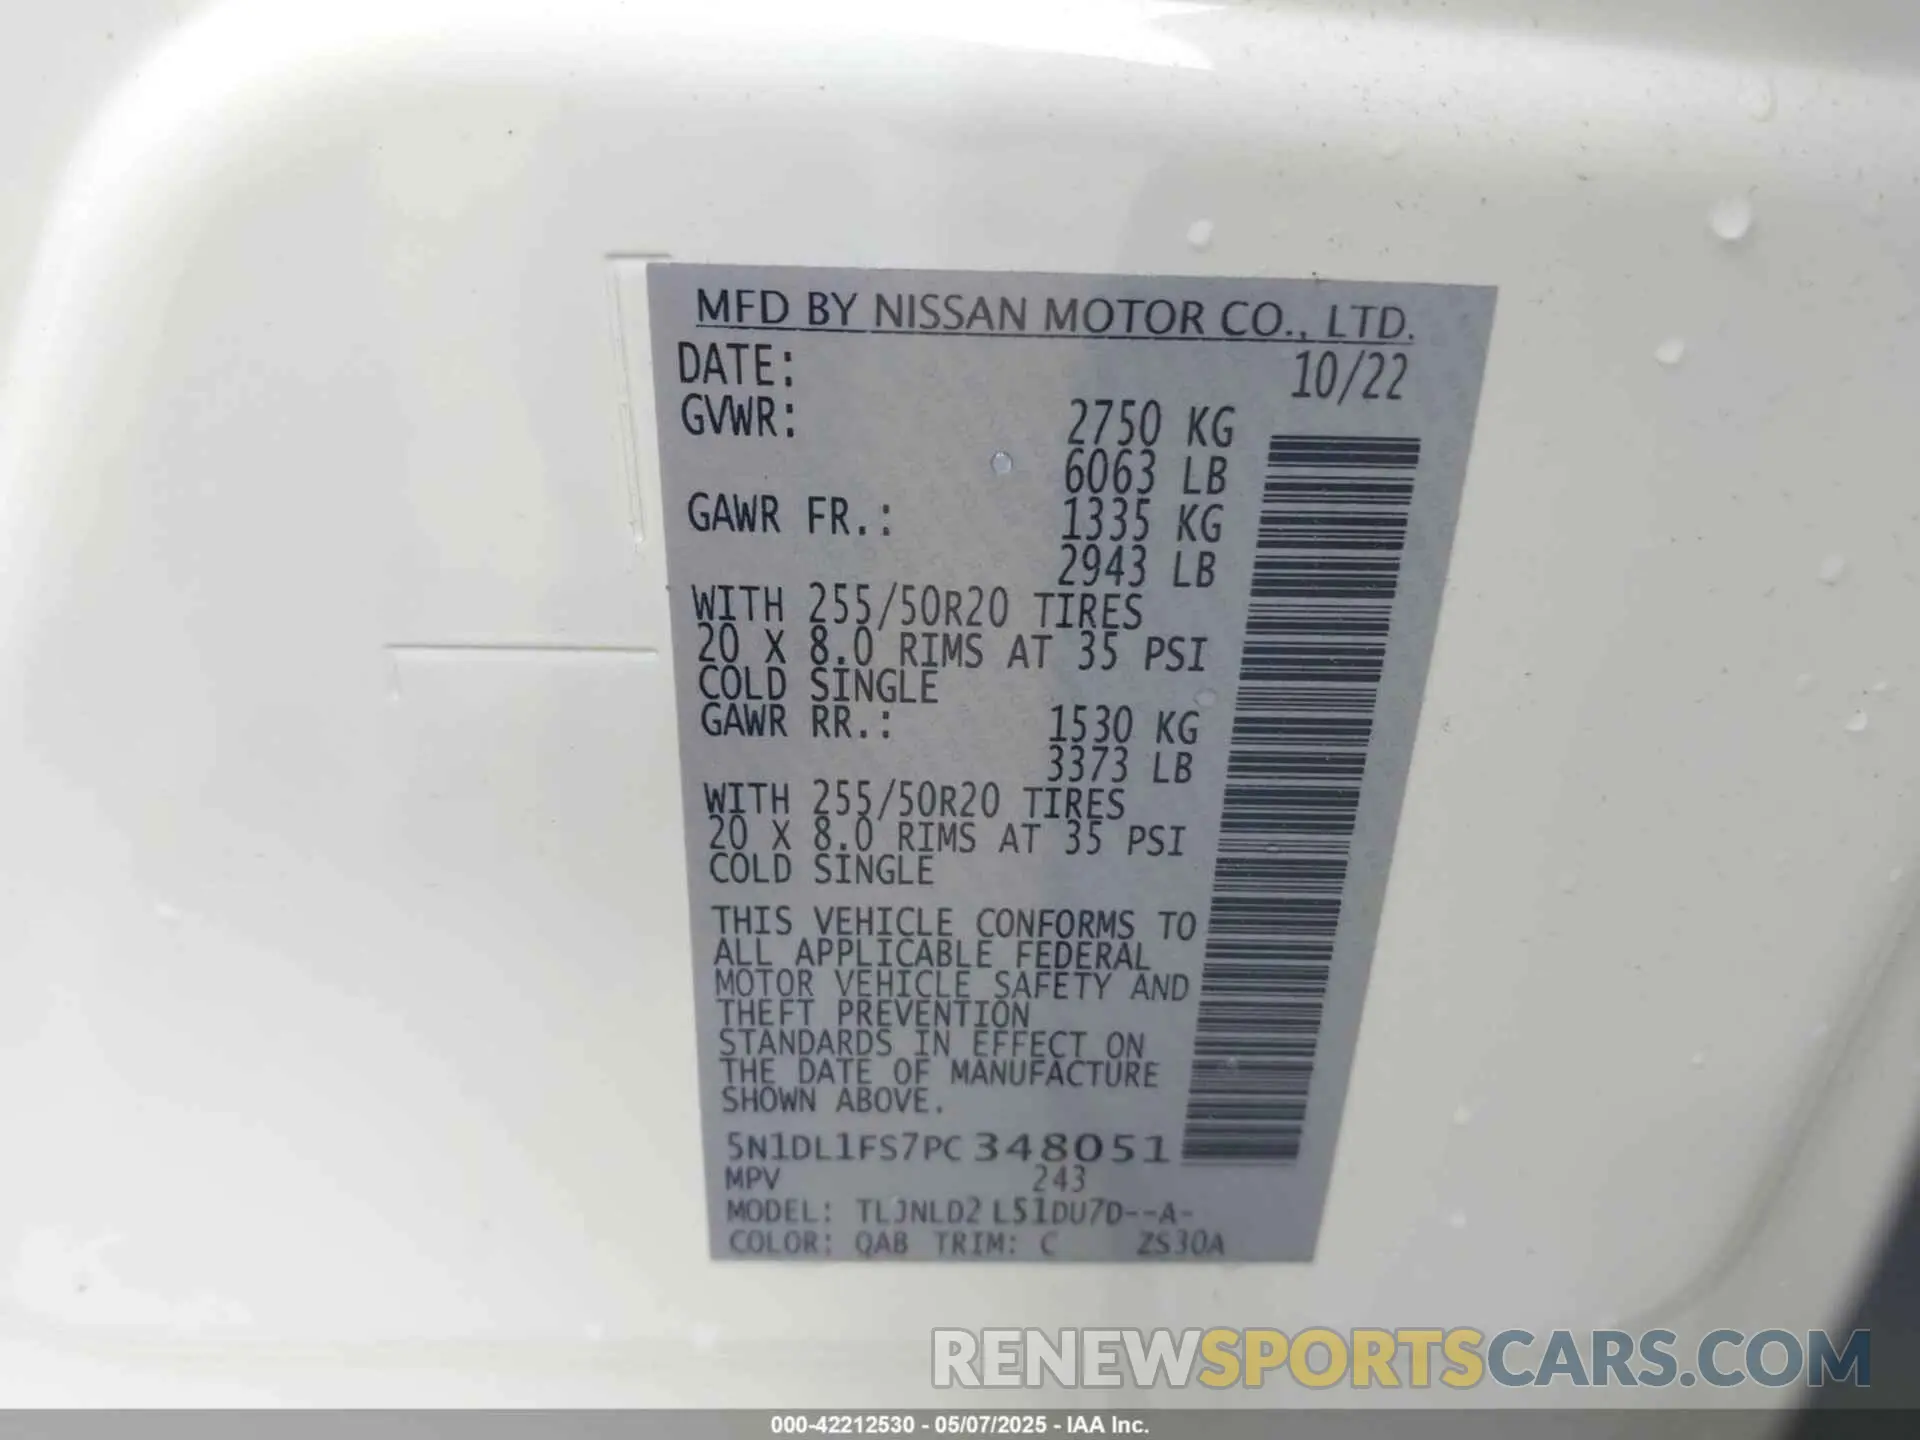 MFD BY NISSAN MOTOR CO., LTD.
DATE: 10/22
GVWR: 2750 KG
6063 LB
GAWR FR.: 1335 KG
2943 LB
WITH 255/50R20 TIRES
20 X 8.0 RIMS AT 35 PSI
COLD SINGLE
GAWR RR.: 1530 KG
3373 LB
WITH 255/50R20 TIRES
20 X 8.0 RIMS AT 35 PSI
COLD SINGLE
THIS VEHICLE CONFORMS TO
ALL APPLICABLE FEDERAL
MOTOR VEHICLE SAFETY AND
THEFT PREVENTION
STANDARDS IN EFFECT ON
THE DATE OF MANUFACTURE
SHOWN ABOVE.
5N1DL1FS7PC348051
MPV 243
MODEL: TLJNLD2 L51DU7D--A-
COLOR: QAB TRIM: C ZS30A
RENEWSPORTSCARS.COM
000-42212530 - 05/07/2025 - IAA Inc.